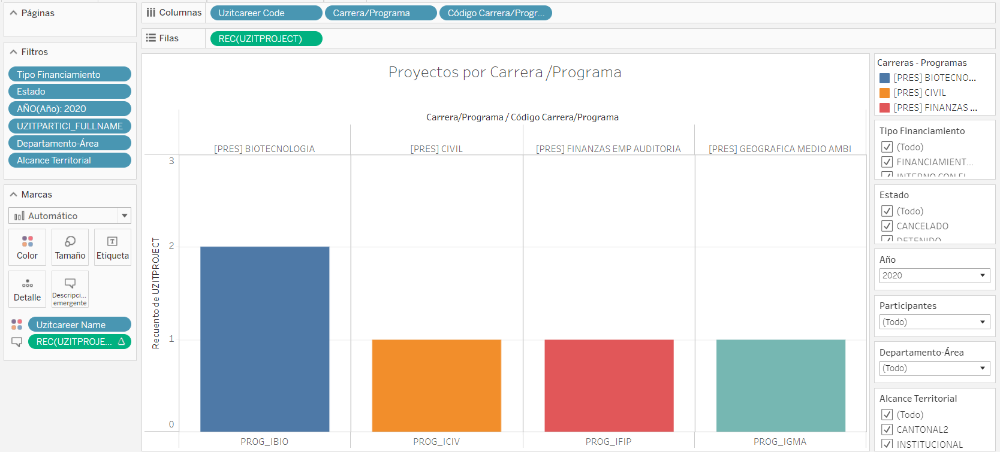 Páginas
Filtros
Tipo Financiamiento
Estado
AÑO(Año): 2020
UZITPARTICI_FULLNAME
Departamento-Área
Alcance Territorial
Marcas
Automático
Color
Tamaño
Etiqueta
Detalle
Descripci...
emergente
Uzitcareer Name
REC(UZITPROJE...
Columnas
Uzitcareer Code
Carrera/Programa
Código Carrera/Progr...
Filas
REC(UZITPROJECT)
Proyectos por Carrera /Programa
Carrera/Programa / Código Carrera/Programa
[PRES] BIOTECNOLOGIA
[PRES] CIVIL
[PRES] FINANZAS EMP AUDITORIA
[PRES] GEOGRAFICA MEDIO AMBI
Recuento de UZITPROJECT
3
2
1
0
PROG_IBIO
PROG_ICIV
PROG_IFIP
PROG_IGMA
Carreras - Programas
[PRES] BIOTECNO...
[PRES] CIVIL
[PRES] FINANZAS ...
Tipo Financiamiento
(Todo)
FINANCIAMIENT...
Estado
(Todo)
CANCELADO
DETENIDO
Año
2020
Participantes
(Todo)
Departamento-Área
(Todo)
Alcance Territorial
(Todo)
CANTONAL2
INSTITUCIONAL